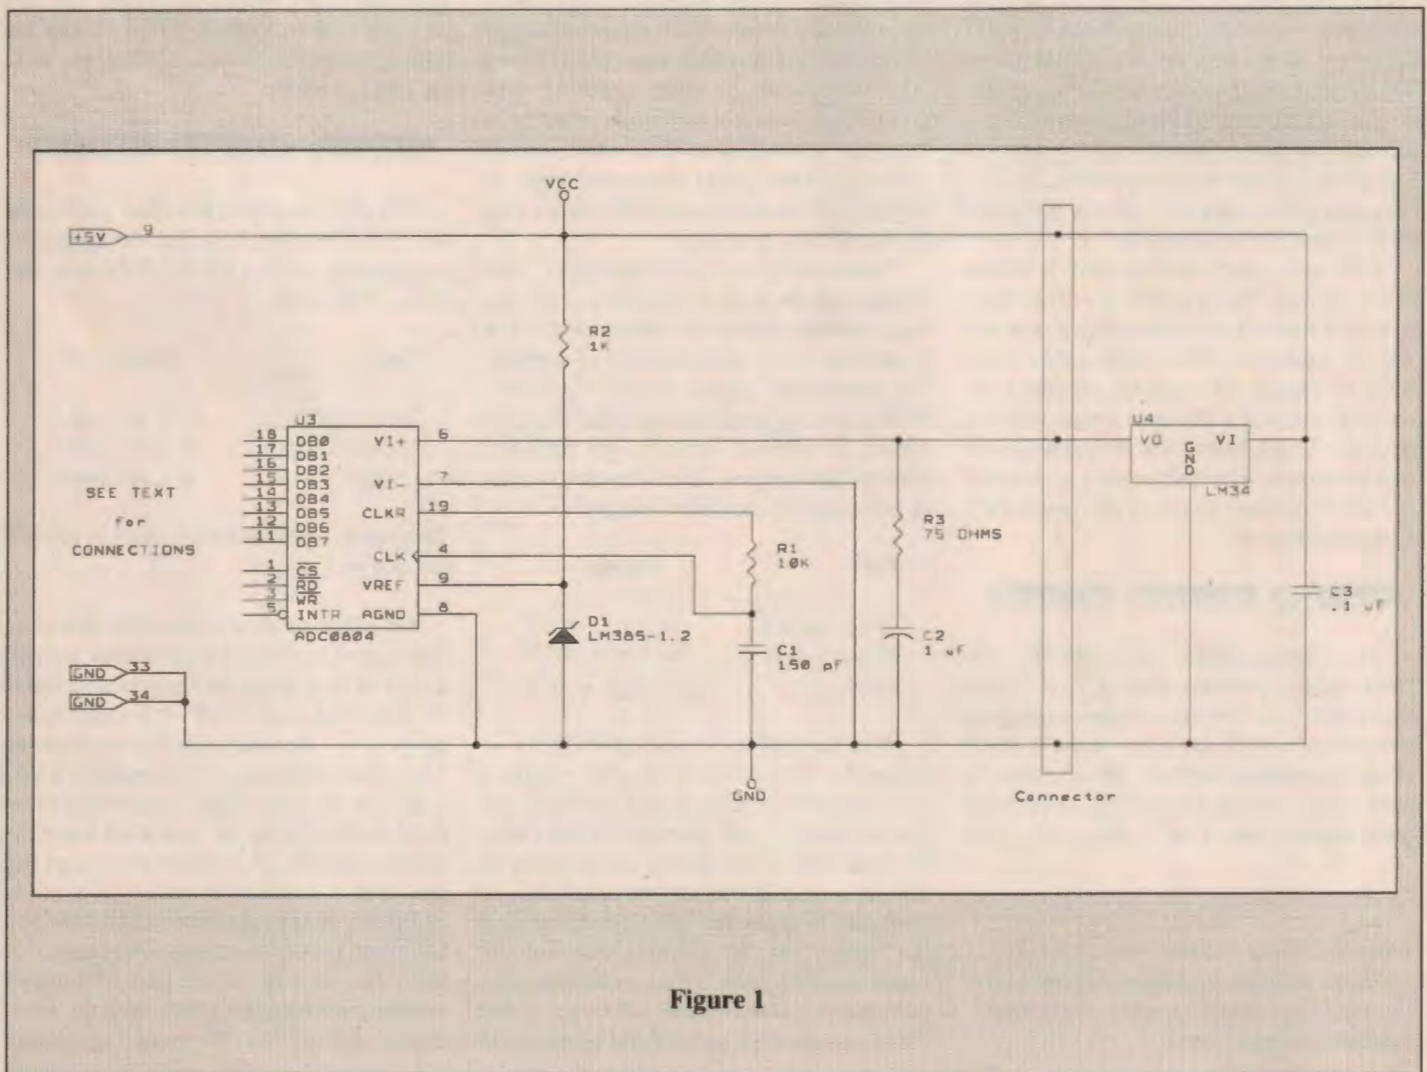 VCC
+5V 9
R2
1K
U3
18 DB0 VI+ 6
17 DB1
16 DB2
15 DB3 VI- 7
14 DB4
13 DB5 CLKR 19
12 DB6
11 DB7
CLK 4
1 CS
2 RD VREF 9
3 WR
5 INTR AGND 8
ADC0804
SEE TEXT
for
CONNECTIONS
GND 33
GND 34
D1
LM385-1.2
R1
10K
C1
150 pF
R3
75 OHMS
C2
1 uF
U4
VO GND VI
LM34
C3
.1 uF
GND
Connector
Figure 1